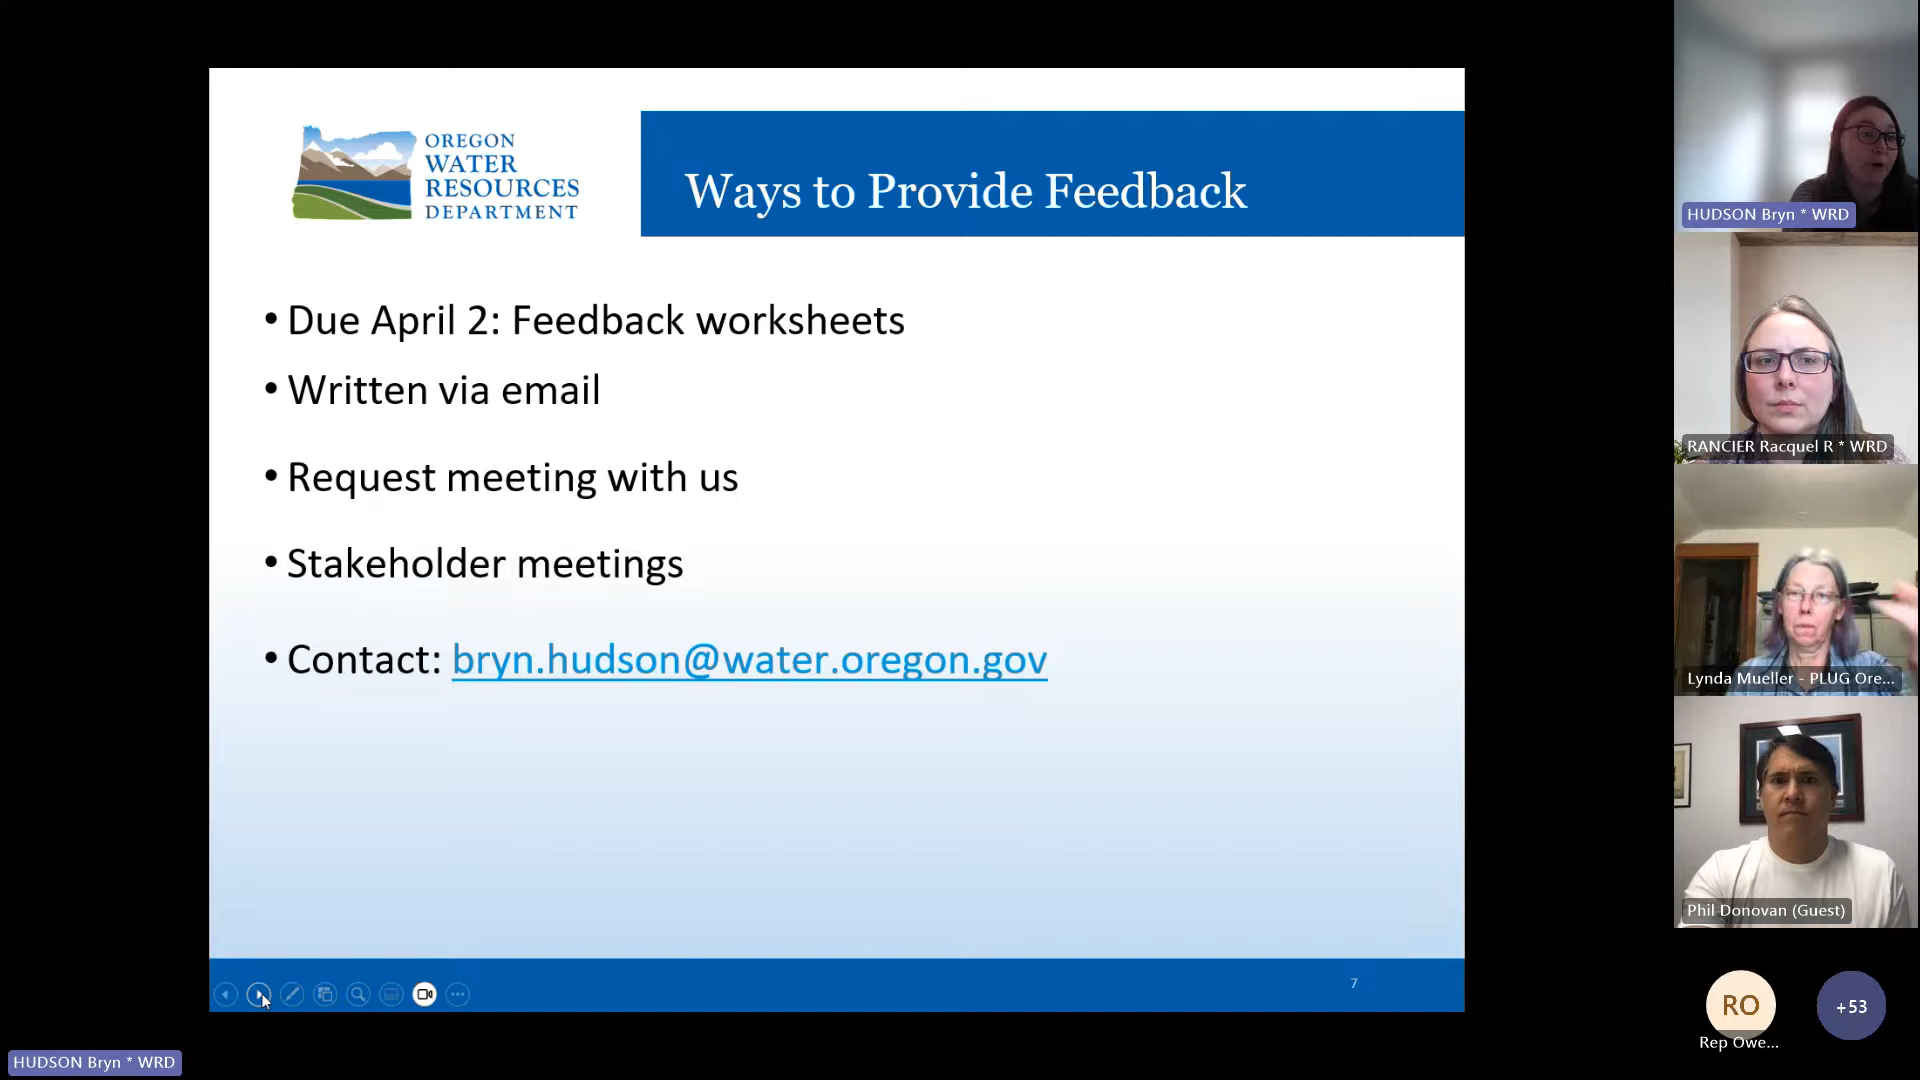 OREGON
WATER
RESOURCES
DEPARTMENT
Ways to Provide Feedback
• Due April 2: Feedback worksheets
• Written via email
• Request meeting with us
• Stakeholder meetings
• Contact: bryn.hudson@water.oregon.gov
7
HUDSON Bryn * WRD
RANCIER Racquel R * WRD
Lynda Mueller - PLUG Ore...
Phil Donovan (Guest)
RO
+53
Rep Owe...
HUDSON Bryn * WRD